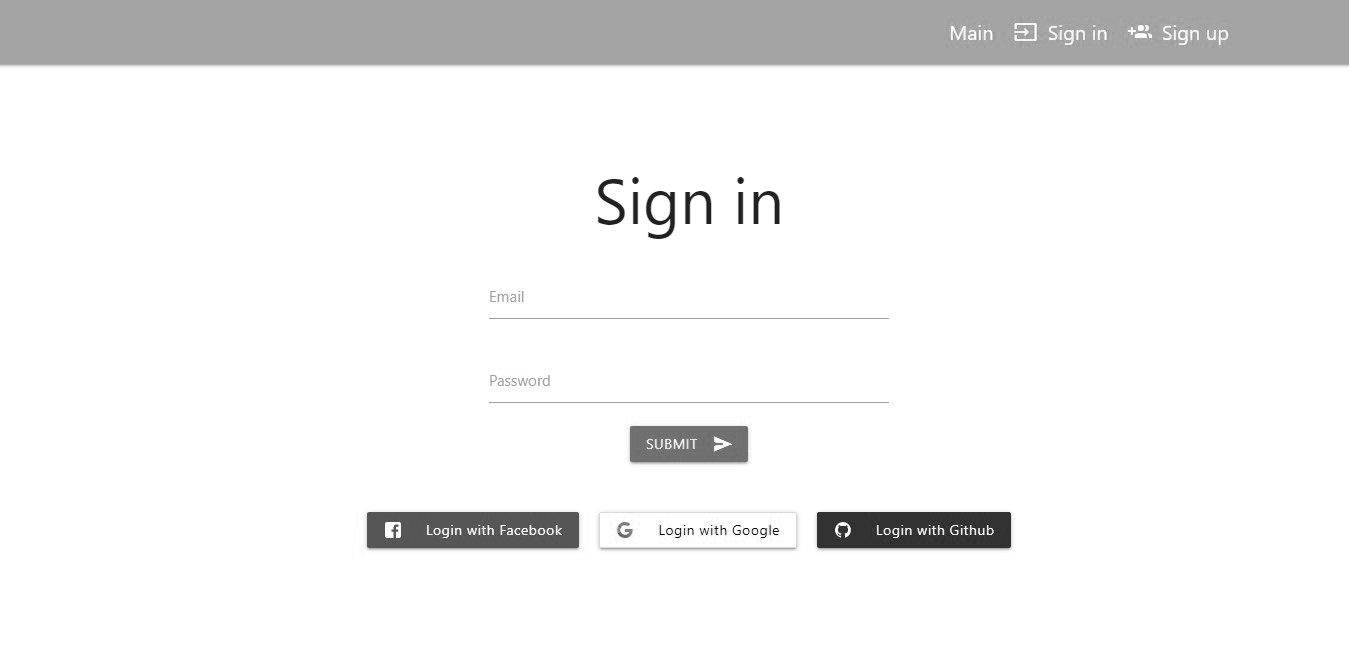 Main Sign in Sign up
Sign in
Email
Password
SUBMIT
Login with Facebook Login with Google Login with Github